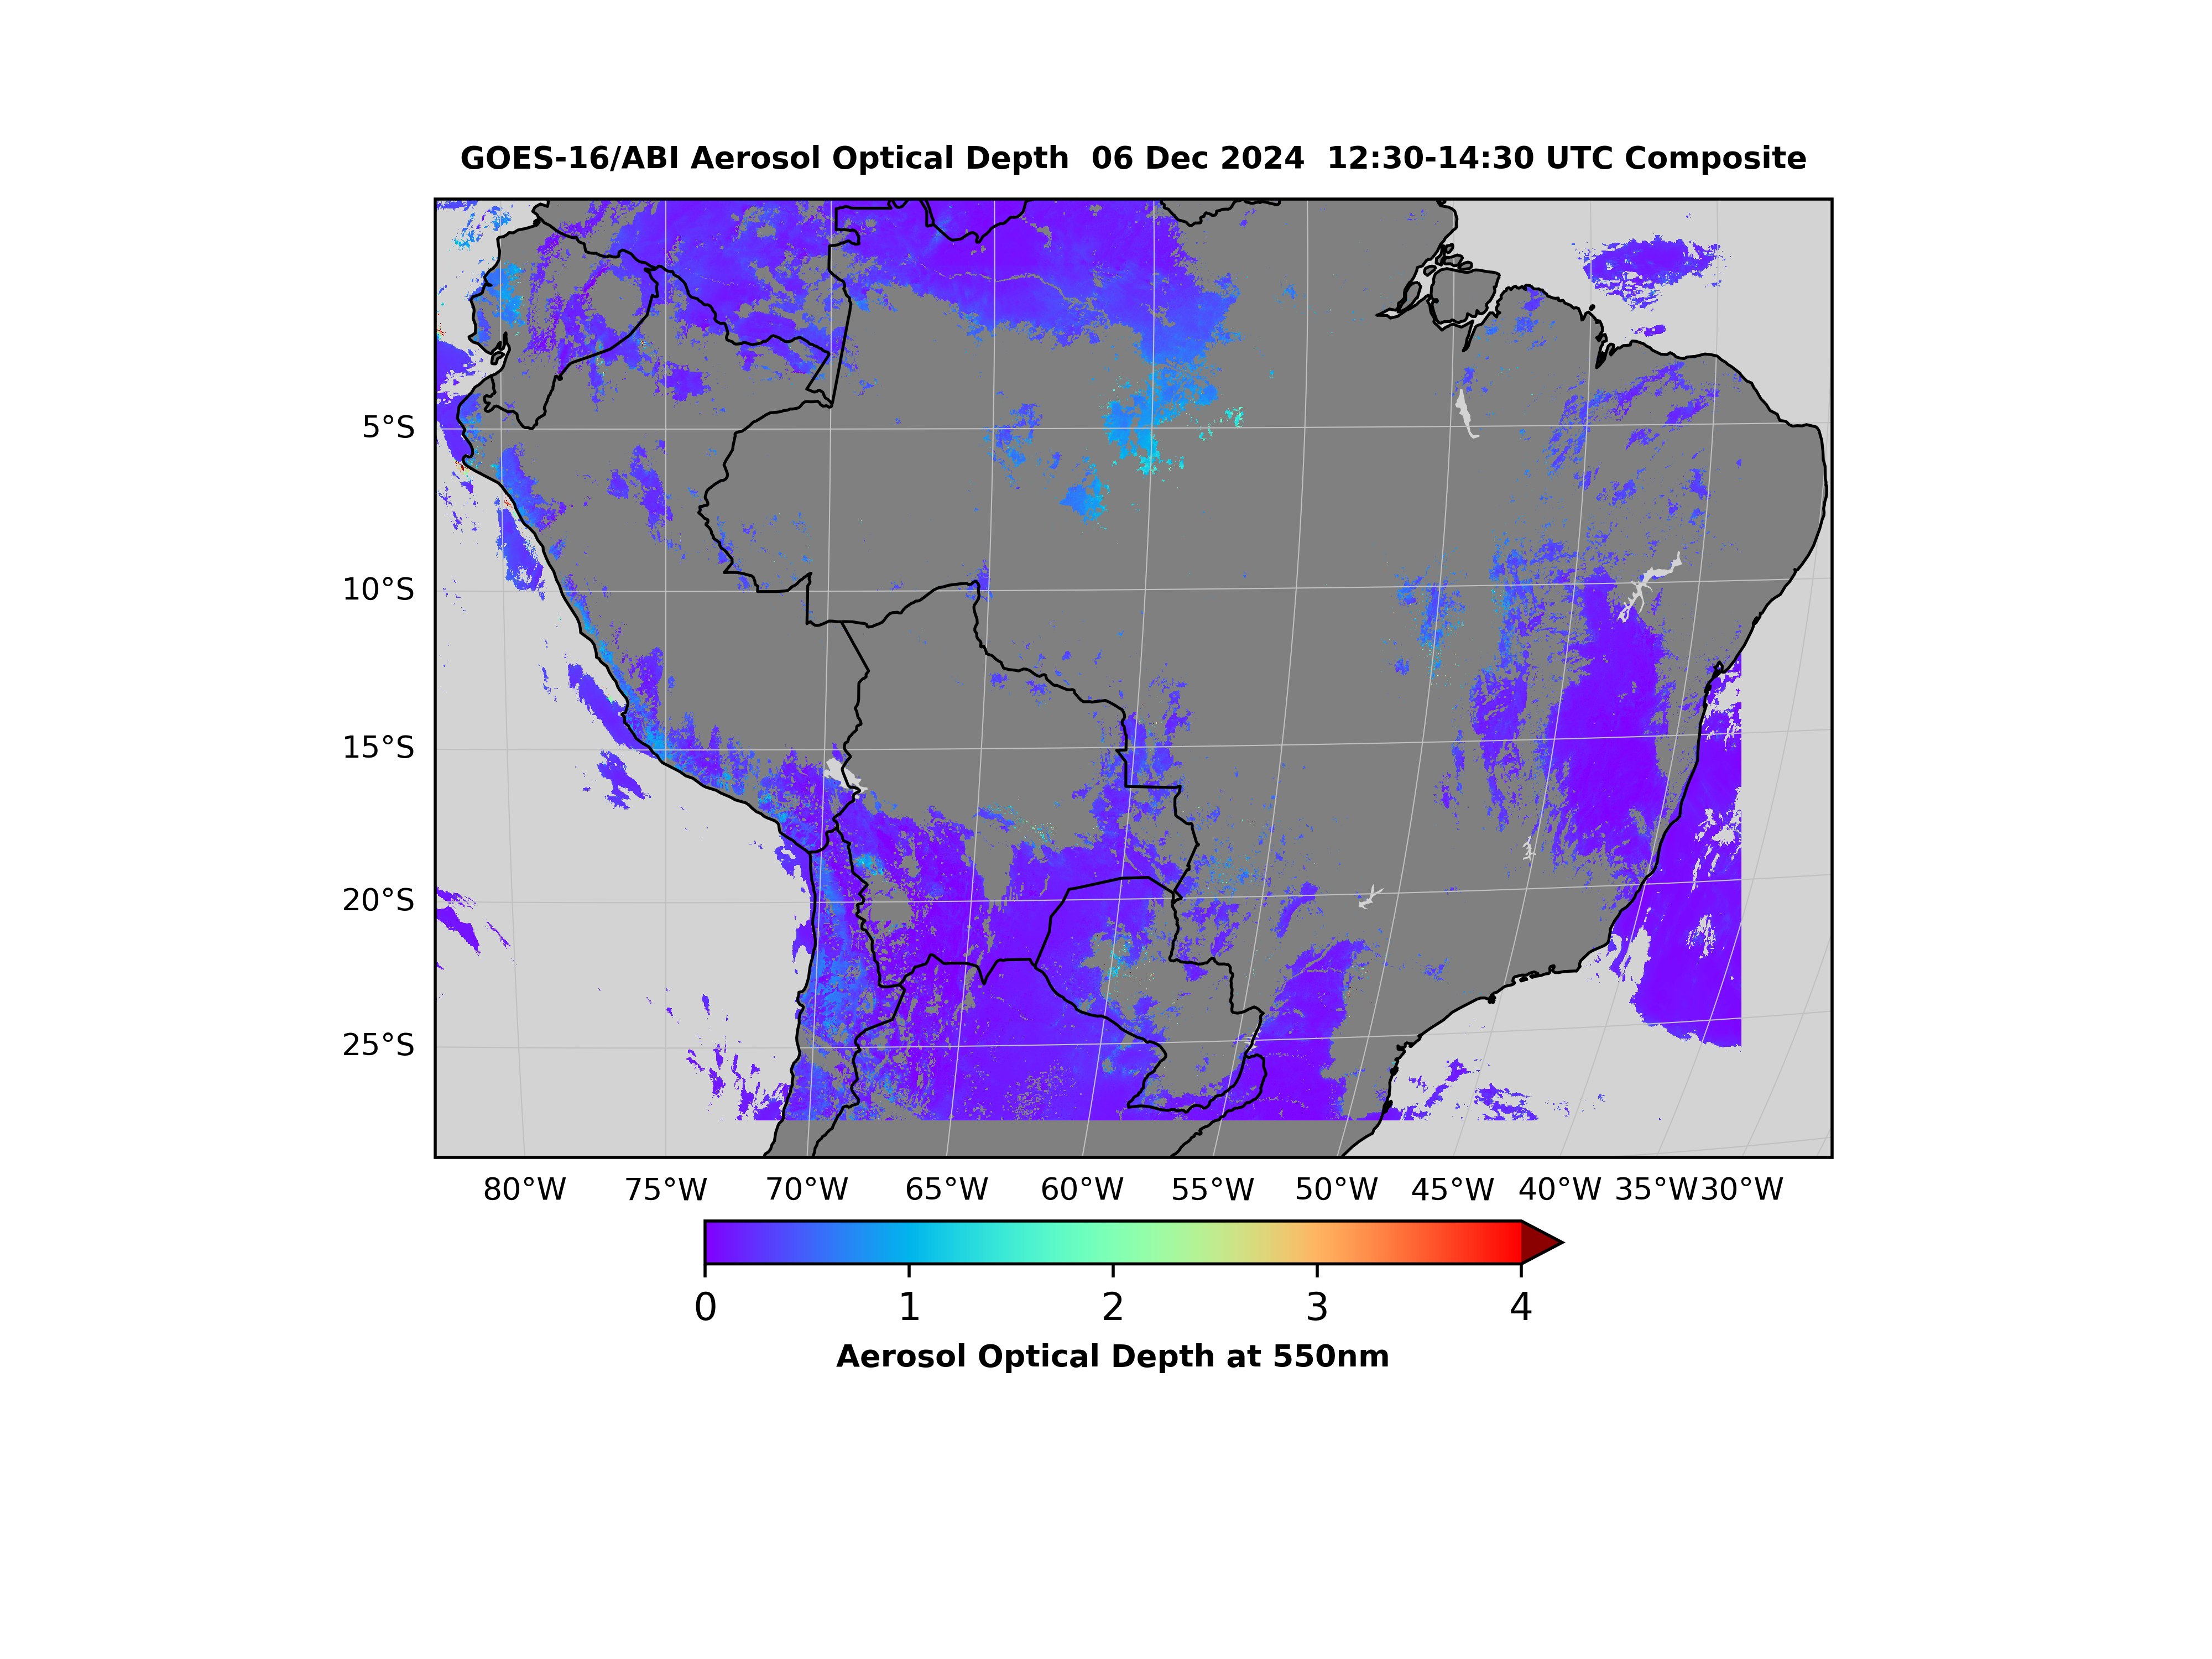 GOES-16/ABI Aerosol Optical Depth  06 Dec 2024  12:30-14:30 UTC Composite
5°S
10°S
15°S
20°S
25°S
80°W 75°W 70°W 65°W 60°W 55°W 50°W 45°W 40°W 35°W 30°W
0 1 2 3 4
Aerosol Optical Depth at 550nm